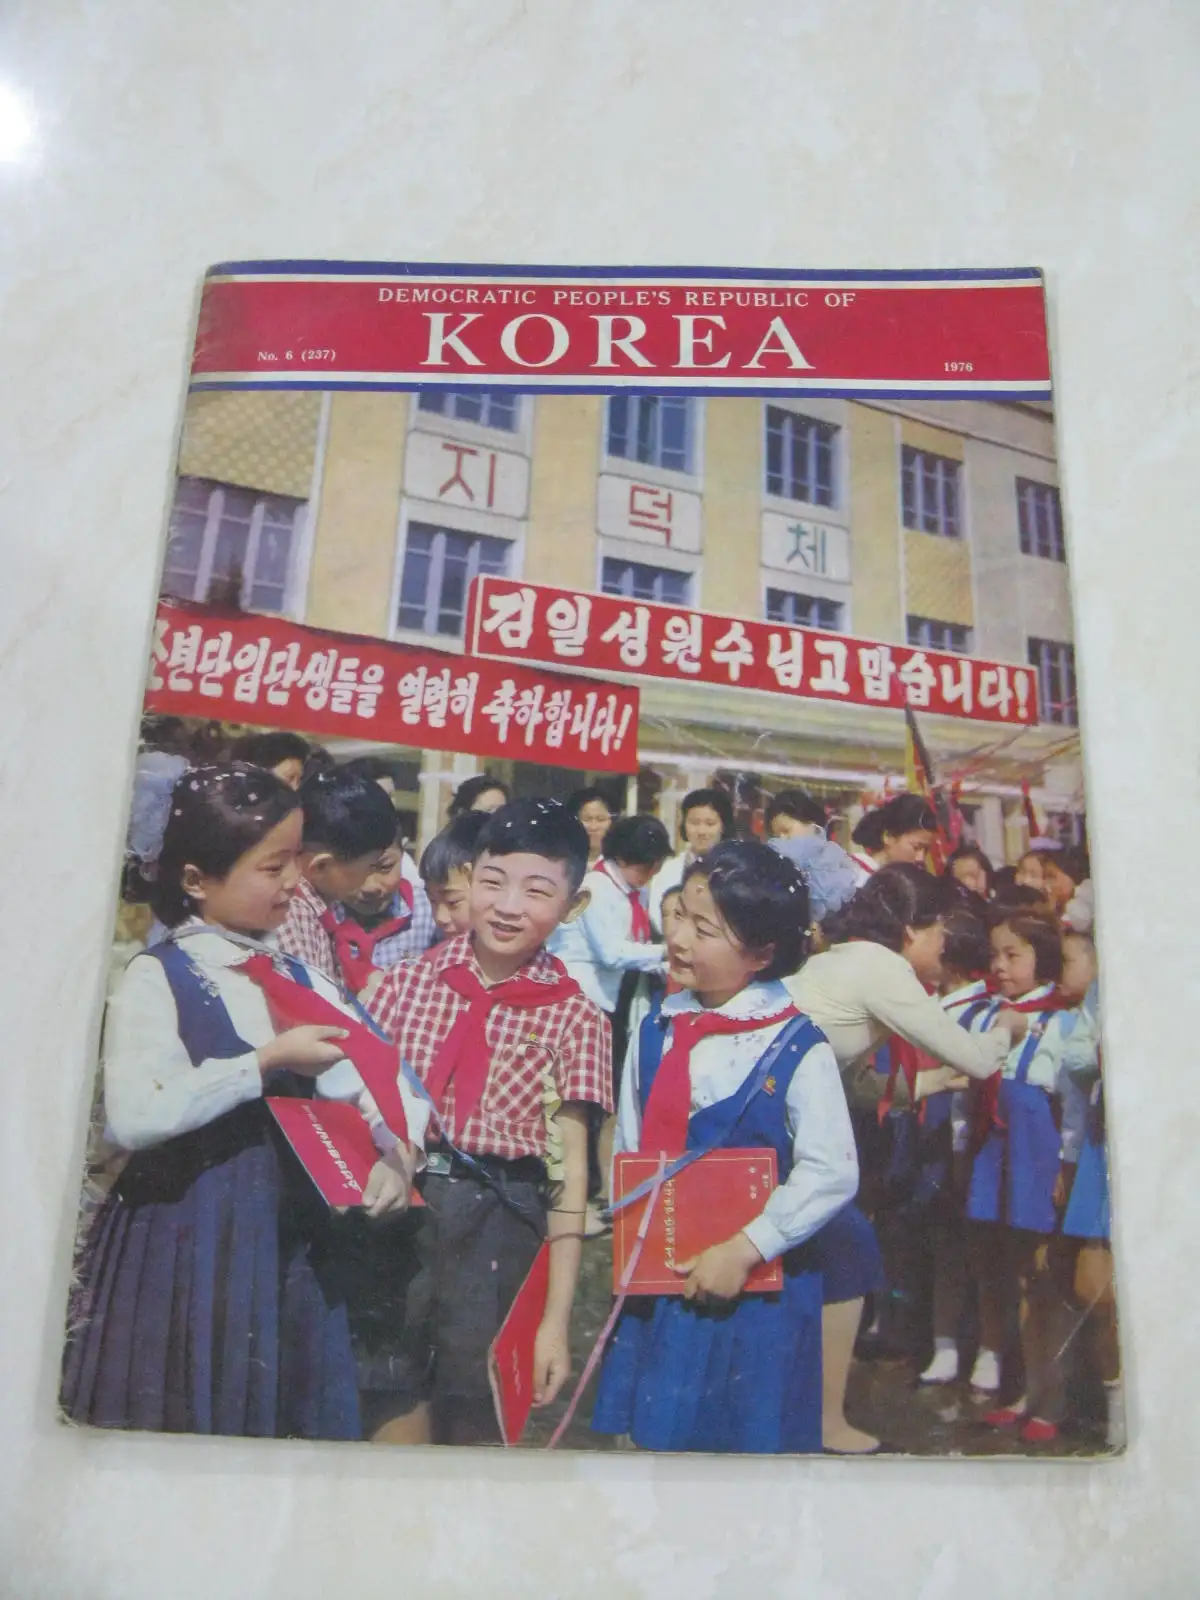 DEMOCRATIC PEOPLE'S REPUBLIC OF
KOREA
No. 6 (237)
1976
지
덕
체
김일성원수님고맙습니다!
년단입단생들을 열렬히 축하합니다!